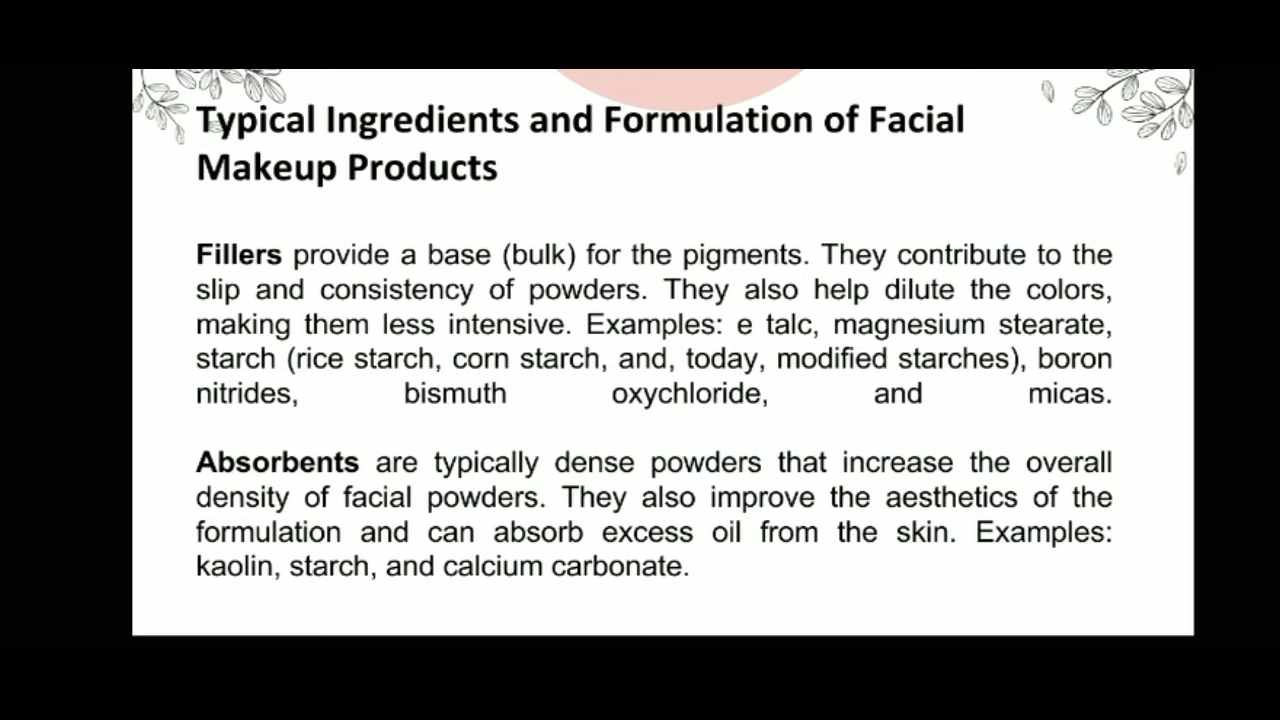 Typical Ingredients and Formulation of Facial
Makeup Products
Fillers provide a base (bulk) for the pigments. They contribute to the
slip and consistency of powders. They also help dilute the colors,
making them less intensive. Examples: e talc, magnesium stearate,
starch (rice starch, corn starch, and, today, modified starches), boron
nitrides, bismuth oxychloride, and micas.
Absorbents are typically dense powders that increase the overall
density of facial powders. They also improve the aesthetics of the
formulation and can absorb excess oil from the skin. Examples:
kaolin, starch, and calcium carbonate.